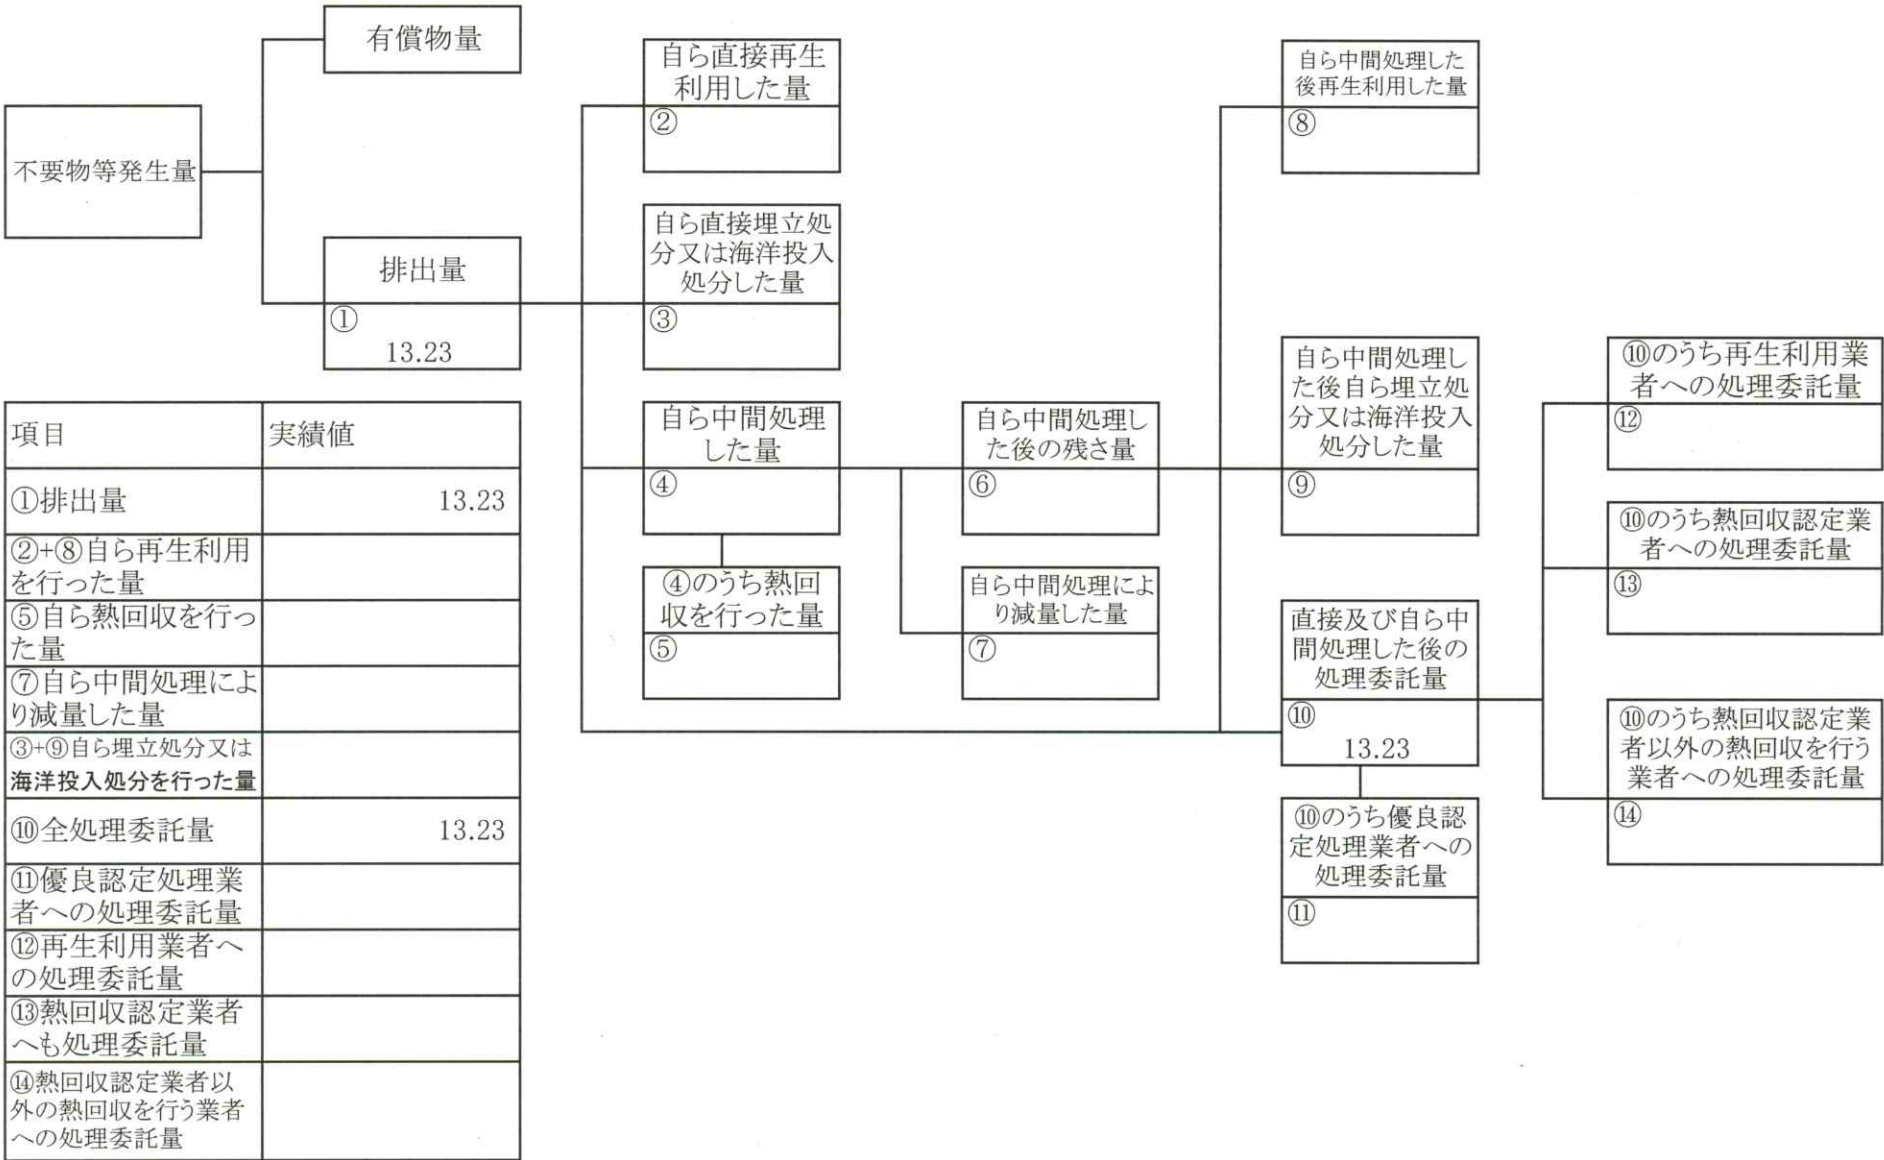 有償物量
不要物等発生量
排出量
①
13.23
自ら直接再生
利用した量
②
自ら直接埋立処
分又は海洋投入
処分した量
③
自ら中間処理
した量
④
④のうち熱回
収を行った量
⑤
自ら中間処理し
た後の残さ量
⑥
自ら中間処理によ
り減量した量
⑦
自ら中間処理した
後再生利用した量
⑧
自ら中間処理し
た後自ら埋立処
分又は海洋投入
処分した量
⑨
直接及び自ら中
間処理した後の
処理委託量
⑩
13.23
⑩のうち優良認
定処理業者への
処理委託量
⑪
⑩のうち再生利用業
者への処理委託量
⑫
⑩のうち熱回収認定業
者への処理委託量
⑬
⑩のうち熱回収認定業
者以外の熱回収を行う
業者への処理委託量
⑭
項目 実績値
①排出量 13.23
②+⑧自ら再生利用
を行った量
⑤自ら熱回収を行っ
た量
⑦自ら中間処理によ
り減量した量
③+⑨自ら埋立処分又は
海洋投入処分を行った量
⑩全処理委託量 13.23
⑪優良認定処理業
者への処理委託量
⑫再生利用業者へ
の処理委託量
⑬熱回収認定業者
へも処理委託量
⑭熱回収認定業者以
外の熱回収を行う業者
への処理委託量